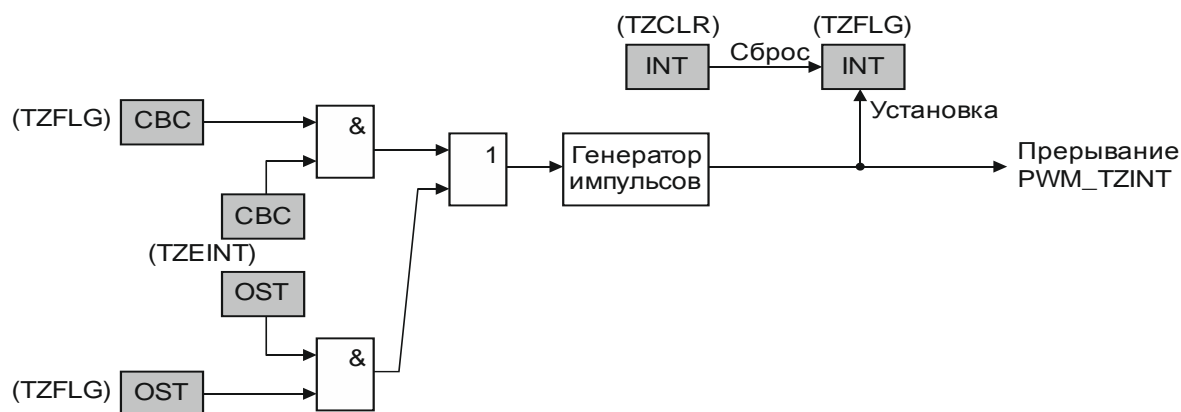 (TZCLR) (TZFLG)
INT Сброс INT
(TZFLG) CBC & Установка
1 Генератор
импульсов
Прерывание
PWM_TZINT
CBC
(TZEINT)
OST
&
(TZFLG) OST